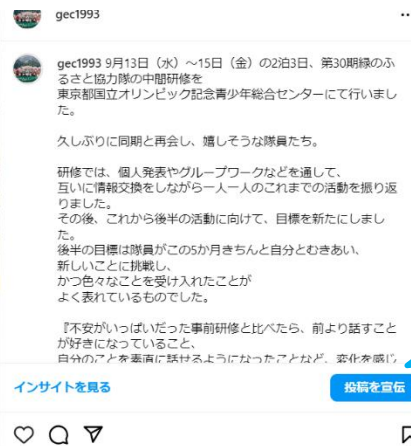 gec1993
gec1993 9月13日（水）～15日（金）の2泊3日、第30期緑のふ
るさと協力隊の中間研修を
東京都国立オリンピック記念青少年総合センターにて行いまし
た。
久しぶりに同期と再会し、嬉しそうな隊員たち。
研修では、個人発表やグループワークなどを通して、
互いに情報交換をしながら一人一人のこれまでの活動を振り返
りました。
その後、これから後半の活動に向けて、目標を新たにしまし
た。
後半の目標は隊員がこの5か月きちんと自分とむきあい、
新しいことに挑戦し、
かつ色々なことを受け入れたことが
よく表れているものでした。
『不安がいっぱいだった事前研修と比べたら、前より話すこと
が好きになっていること、
自分のことを素直に話せるようになったことなど、変化を感じ
インサイトを見る
投稿を宣伝